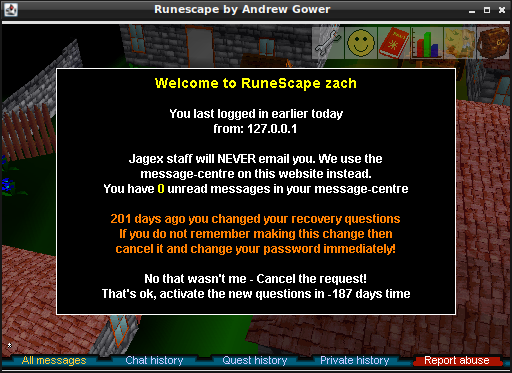 Runescape by Andrew Gower
Welcome to RuneScape zach
You last logged in earlier today
from: 127.0.0.1
Jagex staff will NEVER email you. We use the
message-centre on this website instead.
You have 0 unread messages in your message-centre
201 days ago you changed your recovery questions
If you do not remember making this change then
cancel it and change your password immediately!
No that wasn't me - Cancel the request!
That's ok, activate the new questions in -187 days time
*
All messages
Chat history
Quest history
Private history
Report abuse